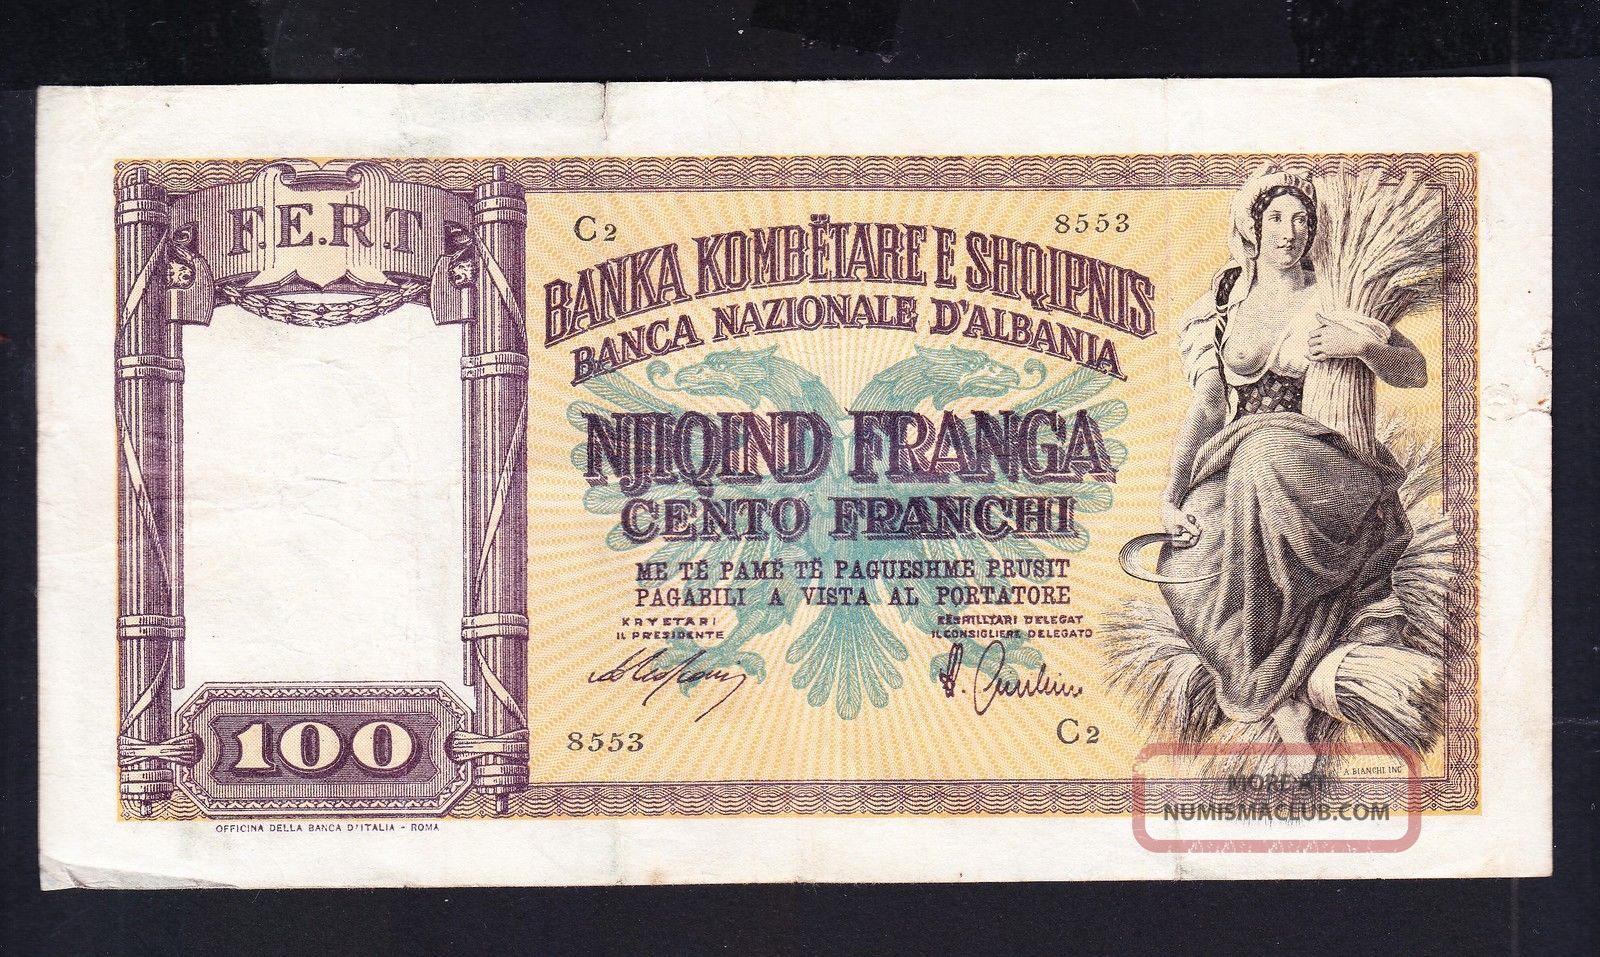 F.E.R.T
C2 8553
BANKA KOMBËTARE E SHQIPNIS
BANCA NAZIONALE D'ALBANIA
NJIQIND FRANGA
CENTO FRANCHI
ME TË PAMË TË PAGUESHME PRUSIT
PAGABILI A VISTA AL PORTATORE
KRYETARI
IL PRESIDENTE
KËSHILLTARI DELEGAT
IL CONSIGLIERE DELEGATO
8553 C2
100
A. BIANCHI INC
OFFICINA DELLA BANCA D'ITALIA - ROMA
MORE AT
NUMISMACLUB.COM